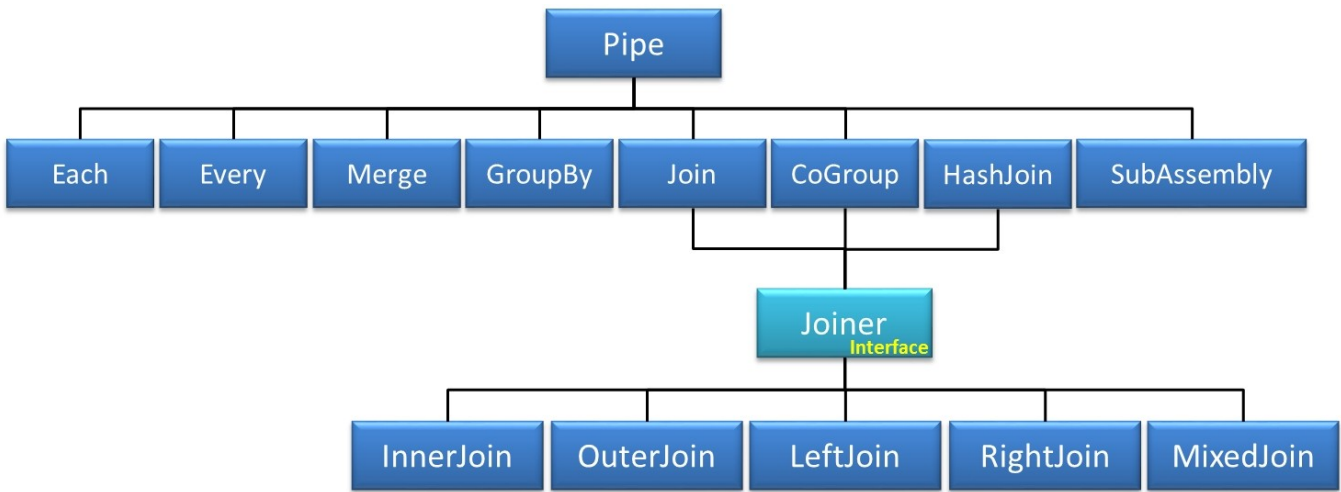 Pipe
Each
Every
Merge
GroupBy
Join
CoGroup
HashJoin
SubAssembly
Joiner
Interface
InnerJoin
OuterJoin
LeftJoin
RightJoin
MixedJoin